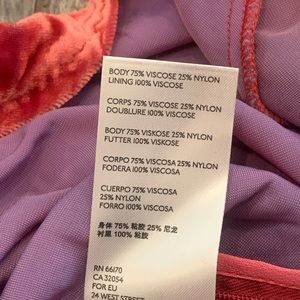 BODY 75% VISCOSE 25% NYLON
LINING 100% VISCOSE
CORPS 75% VISCOSE 25% NYLON
DOUBLURE 100% VISCOSE
BODY 75% VISKOSE 25% NYLON
FUTTER 100% VISKOSE
CORPO 75% VISCOSA 25% NYLON
FODERA 100% VISCOSA
CUERPO 75% VISCOSA
25% NYLON
FORRO 100% VISCOSA
身体 75% 粘胶 25% 尼龙
衬里 100% 粘胶
RN 66170
CA 32054
FOR EU
24 WEST STREET